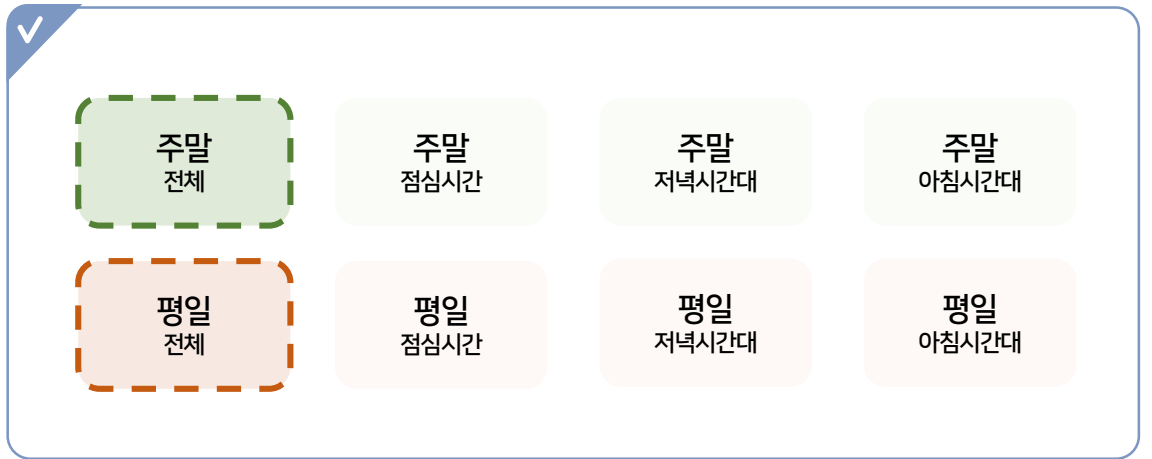 주말
전체
주말
점심시간
주말
저녁시간대
주말
아침시간대
평일
전체
평일
점심시간
평일
저녁시간대
평일
아침시간대